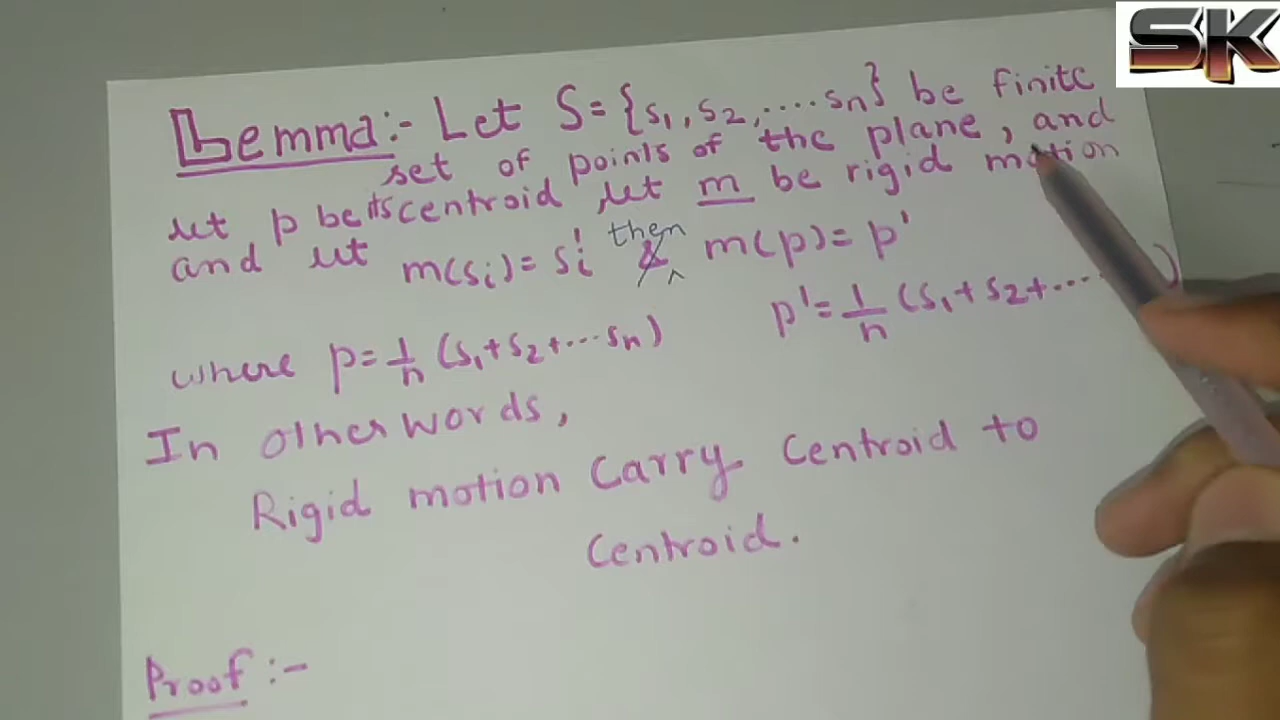 SK
Lemma:- Let S={s1, s2, .... sn} be finite
set of points of the plane, and
let p be its centroid let m be rigid motion
and let m(si)= si' then m(p)= p'
where p= 1/n (s1+s2+...sn) p'= 1/n (s1+s2+... )
In other words,
Rigid motion Carry Centroid to
Centroid.
Proof :-